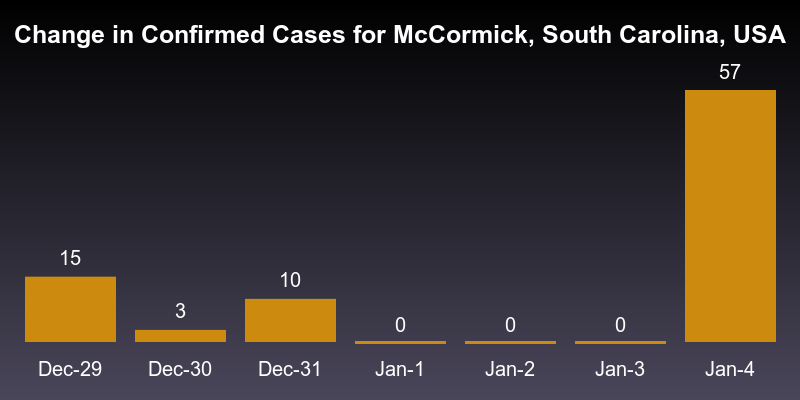 Change in Confirmed Cases for McCormick, South Carolina, USA
57
15
10
3
0 0 0
Dec-29 Dec-30 Dec-31 Jan-1 Jan-2 Jan-3 Jan-4